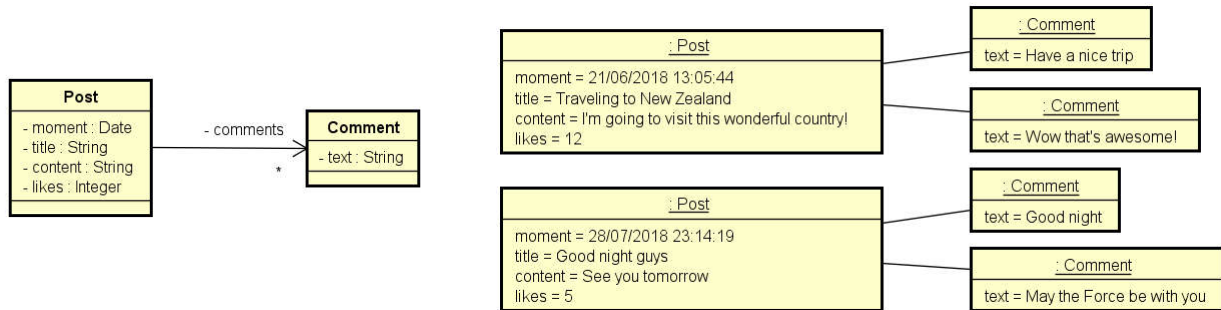 Post
- moment : Date
- title : String
- content : String
- likes : Integer
- comments
*
Comment
- text : String
: Post
moment = 21/06/2018 13:05:44
title = Traveling to New Zealand
content = I'm going to visit this wonderful country!
likes = 12
: Comment
text = Have a nice trip
: Comment
text = Wow that's awesome!
: Post
moment = 28/07/2018 23:14:19
title = Good night guys
content = See you tomorrow
likes = 5
: Comment
text = Good night
: Comment
text = May the Force be with you